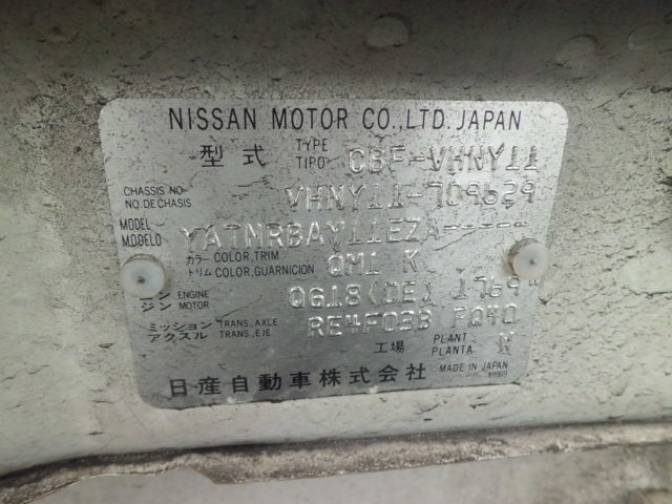 NISSAN MOTOR CO.,LTD. JAPAN
型式 TYPE TIPO CBF-VHNY11
CHASSIS NO. NO. DE CHASIS VHNY11-709629
MODEL MODELO YATNRBAY11EZA-----
カラー COLOR, TRIM
トリム COLOR, GUARNICION QM1 K
エンジン ENGINE MOTOR QG18(DE) 1769
ミッション アクスル TRANS., AXLE TRANS., EJE RE4F03B RQ40
工場 PLANT PLANTA
日産自動車株式会社 MADE IN JAPAN